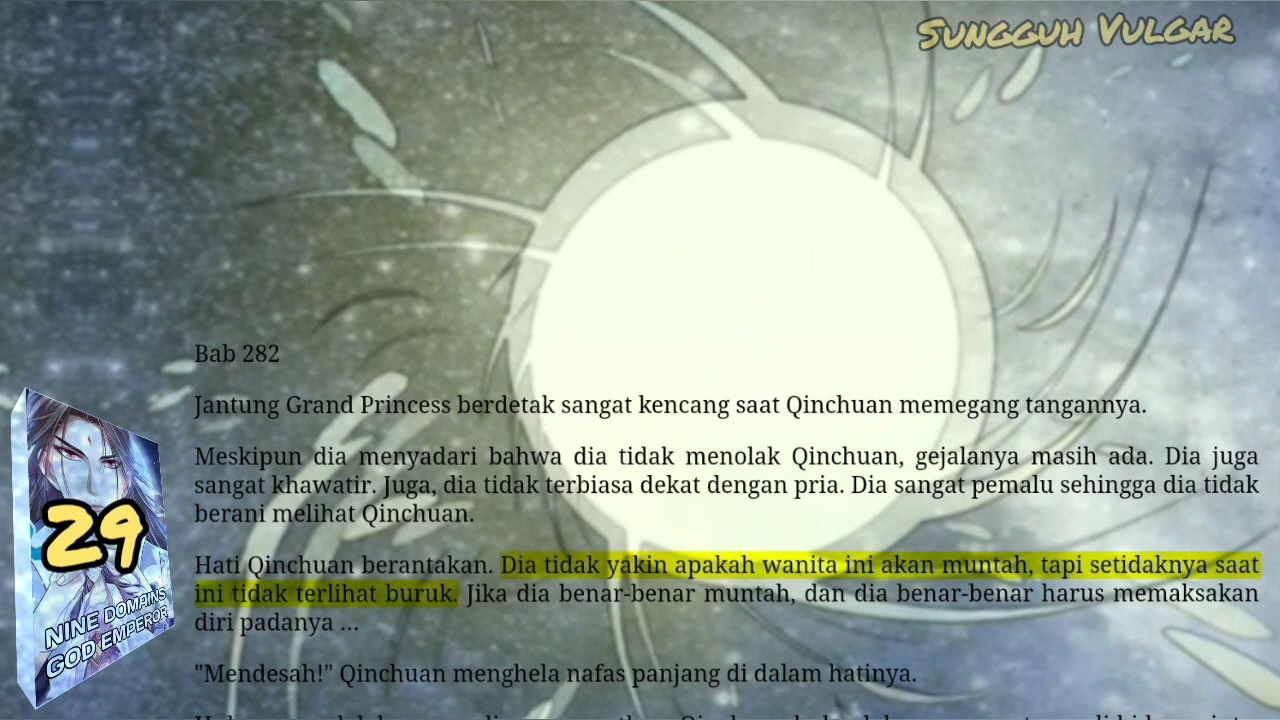 Sungguh Vulgar
Bab 282
Jantung Grand Princess berdetak sangat kencang saat Qinchuan memegang tangannya.
Meskipun dia menyadari bahwa dia tidak menolak Qinchuan, gejalanya masih ada. Dia juga
sangat khawatir. Juga, dia tidak terbiasa dekat dengan pria. Dia sangat pemalu sehingga dia tidak
berani melihat Qinchuan.
Hati Qinchuan berantakan. Dia tidak yakin apakah wanita ini akan muntah, tapi setidaknya saat
ini tidak terlihat buruk. Jika dia benar-benar muntah, dan dia benar-benar harus memaksakan
diri padanya ...
"Mendesah!" Qinchuan menghela nafas panjang di dalam hatinya.
29
NINE DOMAINS
GOD EMPEROR